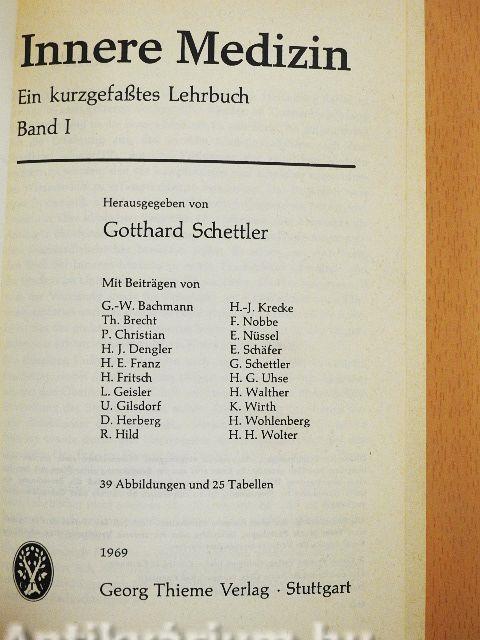 Innere Medizin
Ein kurzgefaßtes Lehrbuch
Band I
Herausgegeben von
Gotthard Schettler
Mit Beiträgen von
G.-W. Bachmann
Th. Brecht
P. Christian
H. J. Dengler
H. E. Franz
H. Fritsch
L. Geisler
U. Gilsdorf
D. Herberg
R. Hild
H.-J. Krecke
F. Nobbe
E. Nüssel
E. Schäfer
G. Schettler
H. G. Uhse
H. Walther
K. Wirth
H. Wohlenberg
H. H. Wolter
39 Abbildungen und 25 Tabellen
1969
Georg Thieme Verlag · Stuttgart
Antikvárium.hu